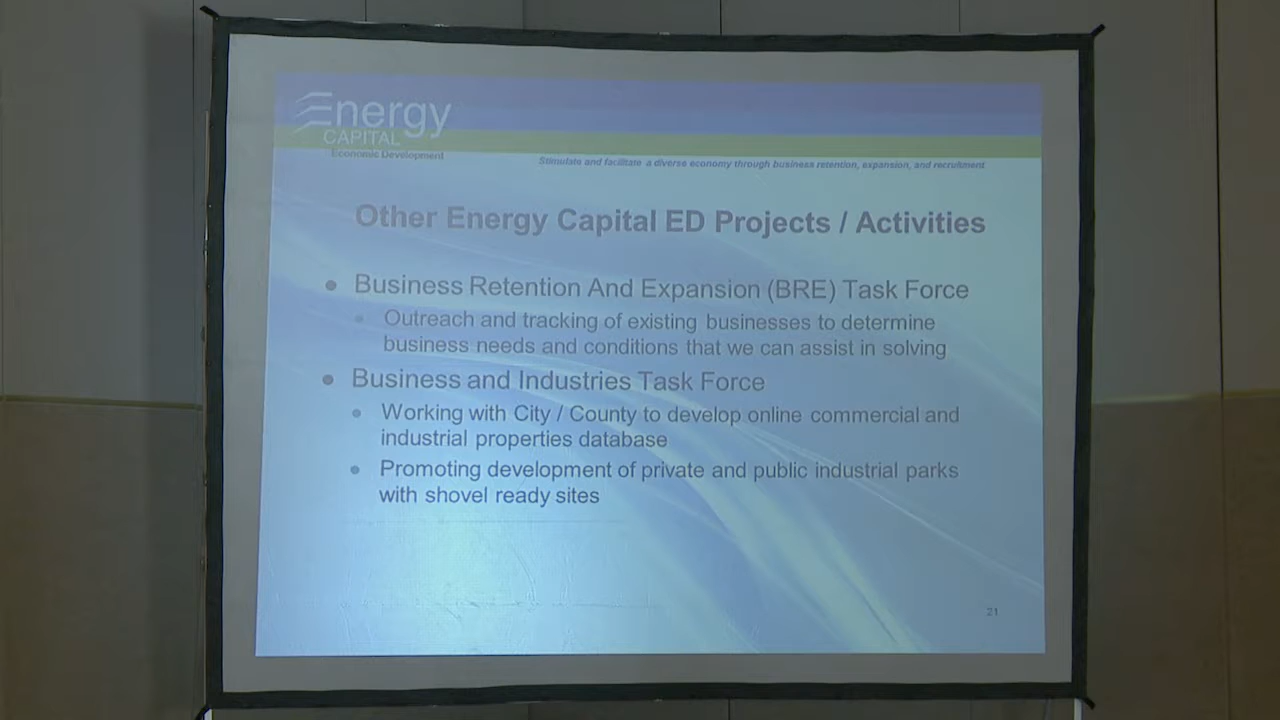 Energy
CAPITAL
Economic Development
Stimulate and facilitate a diverse economy through business retention, expansion, and recruitment
Other Energy Capital ED Projects / Activities
Business Retention And Expansion (BRE) Task Force
Outreach and tracking of existing businesses to determine
business needs and conditions that we can assist in solving
Business and Industries Task Force
Working with City / County to develop online commercial and
industrial properties database
Promoting development of private and public industrial parks
with shovel ready sites
21